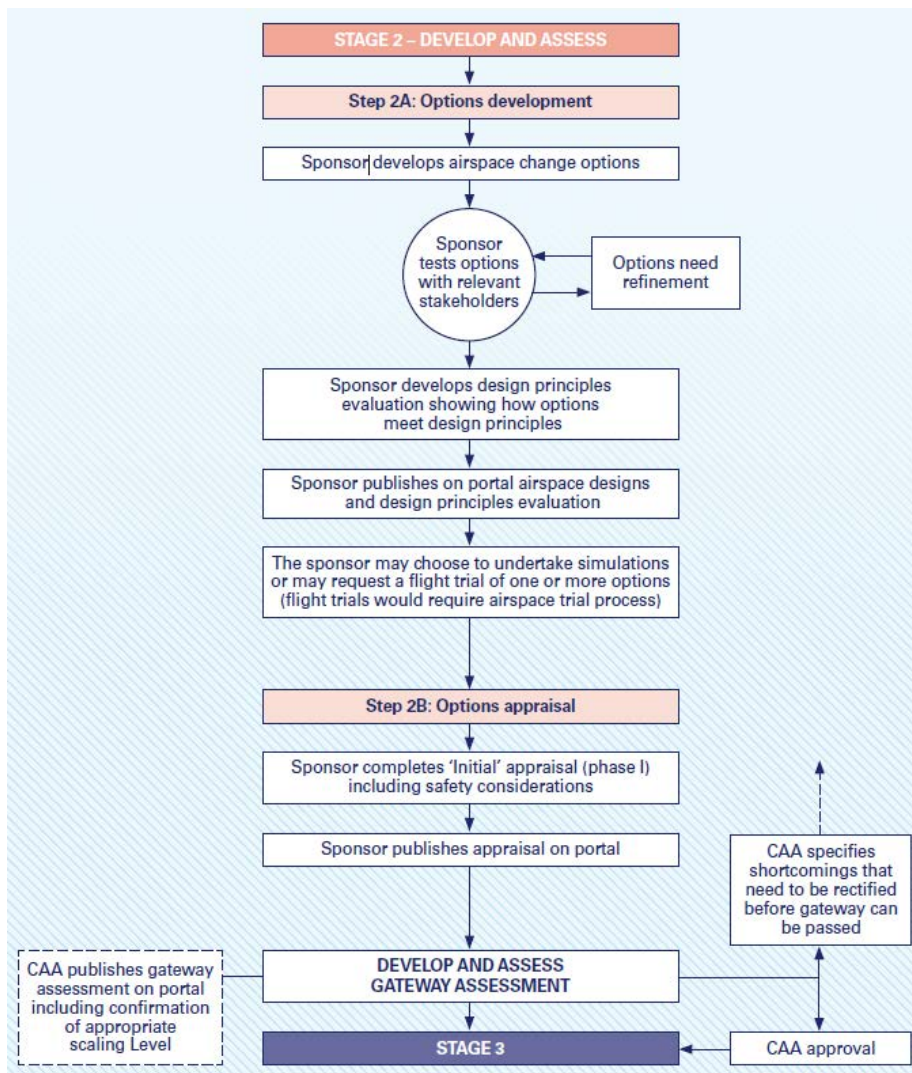 STAGE 2 – DEVELOP AND ASSESS
Step 2A: Options development
Sponsor develops airspace change options
Sponsor
tests options
with relevant
stakeholders
Options need
refinement
Sponsor develops design principles
evaluation showing how options
meet design principles
Sponsor publishes on portal airspace designs
and design principles evaluation
The sponsor may choose to undertake simulations
or may request a flight trial of one or more options
(flight trials would require airspace trial process)
Step 2B: Options appraisal
Sponsor completes ‘Initial’ appraisal (phase I)
including safety considerations
Sponsor publishes appraisal on portal
CAA specifies
shortcomings that
need to be rectified
before gateway can
be passed
CAA publishes gateway
assessment on portal
including confirmation
of appropriate
scaling Level
DEVELOP AND ASSESS
GATEWAY ASSESSMENT
STAGE 3
CAA approval